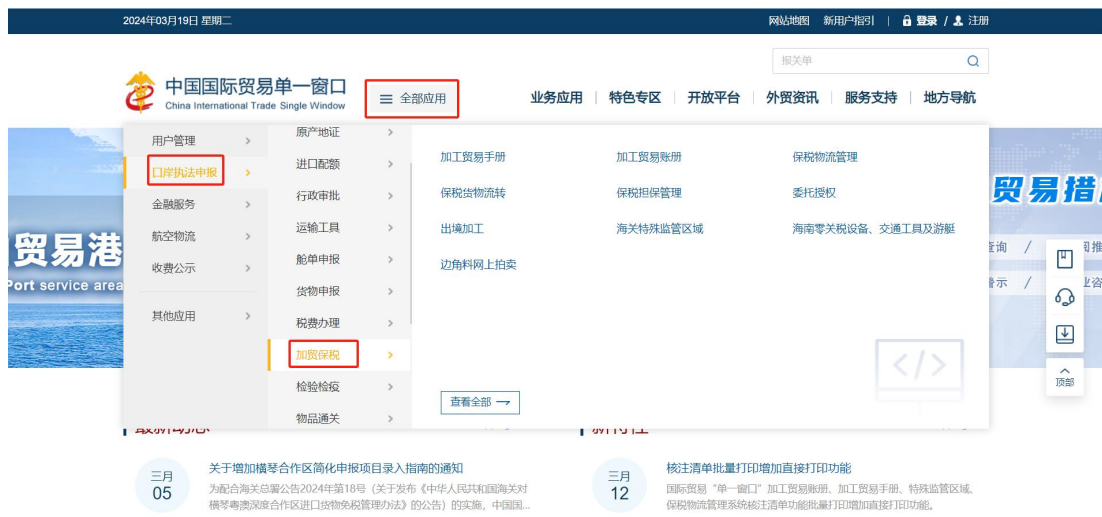 2024年03月19日 星期二
网站地图 新用户指引 | 登录 / 注册
报关单
中国国际贸易单一窗口
China International Trade Single Window
全部应用
业务应用 | 特色专区 | 开放平台 | 外贸资讯 | 服务支持 | 地方导航
用户管理
口岸执法申报
金融服务
航空物流
收费公示
其他应用
原产地证
进口配额
行政审批
运输工具
舱单申报
货物申报
税费办理
加贸保税
检验检疫
物品通关
加工贸易手册 加工贸易账册 保税物流管理
保税货物流转 保税担保管理 委托授权
出境加工 海关特殊监管区域 海南零关税设备、交通工具及游艇
边角料网上拍卖
</>
查看全部
贸易港
Port service area
贸易措
查询 /
顶部
三月
05
关于增加横琴合作区简化申报项目录入指南的通知
为配合海关总署公告2024年第18号（关于发布《中华人民共和国海关对
横琴粤澳深度合作区进口货物免税管理办法》的公告）的实施，中国国...
三月
12
核注清单批量打印增加直接打印功能
国际贸易“单一窗口”加工贸易账册、加工贸易手册、特殊监管区域、
保税物流管理系统核注清单功能批量打印增加直接打印功能。